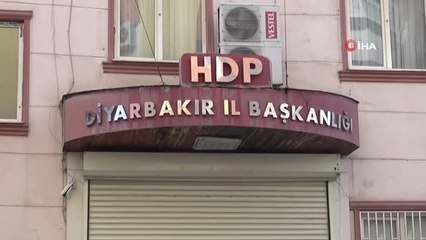 İHA
VESTEL
HDP
DİYARBAKIR İL BAŞKANLIĞI